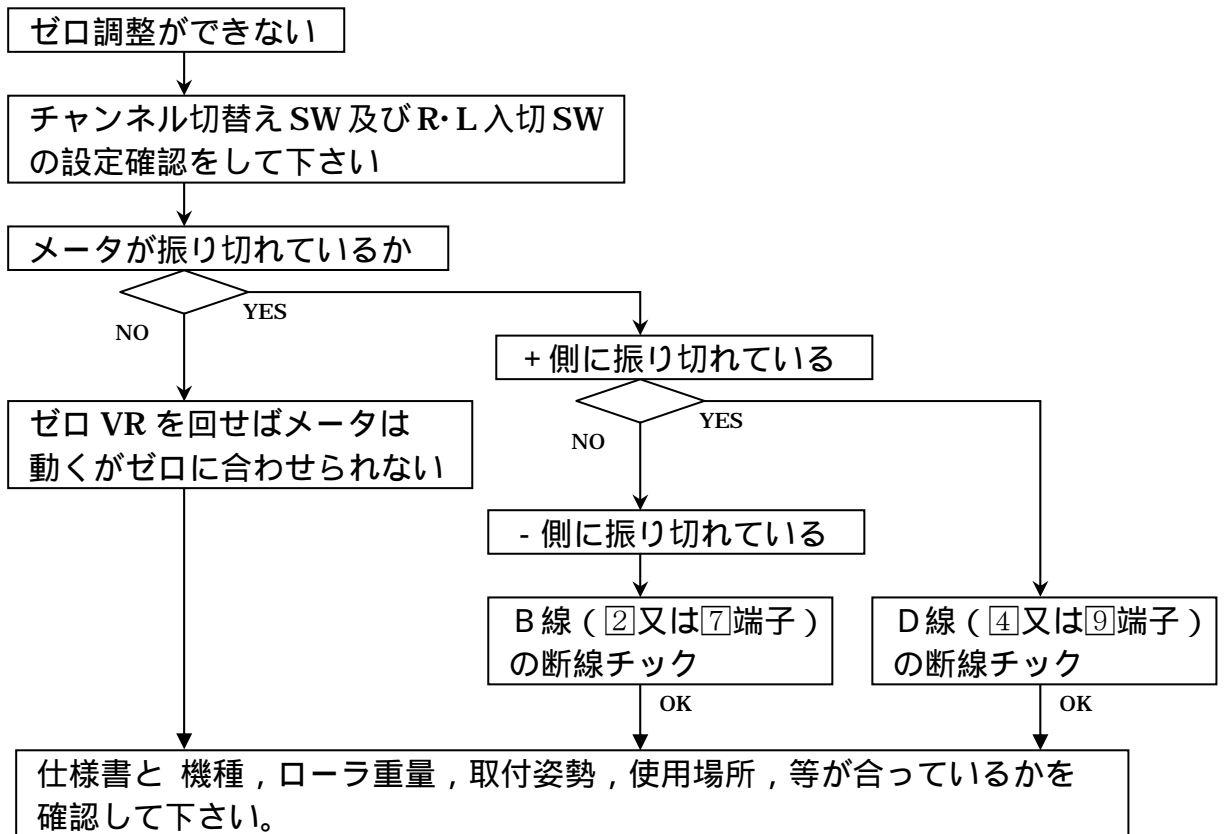 ゼロ調整ができない
チャンネル切替え SW 及び R・L 入切 SW
の設定確認をして下さい
メータが振り切れているか
YES
NO
+ 側に振り切れている
YES
NO
ゼロ VR を回せばメータは
動くがゼロに合わせられない
- 側に振り切れている
B線 ( 2又は7端子 )
の断線チック
D線 ( 4又は9端子 )
の断線チック
OK
OK
仕様書と 機種 , ローラ重量 , 取付姿勢 , 使用場所 , 等が合っているかを
確認して下さい。